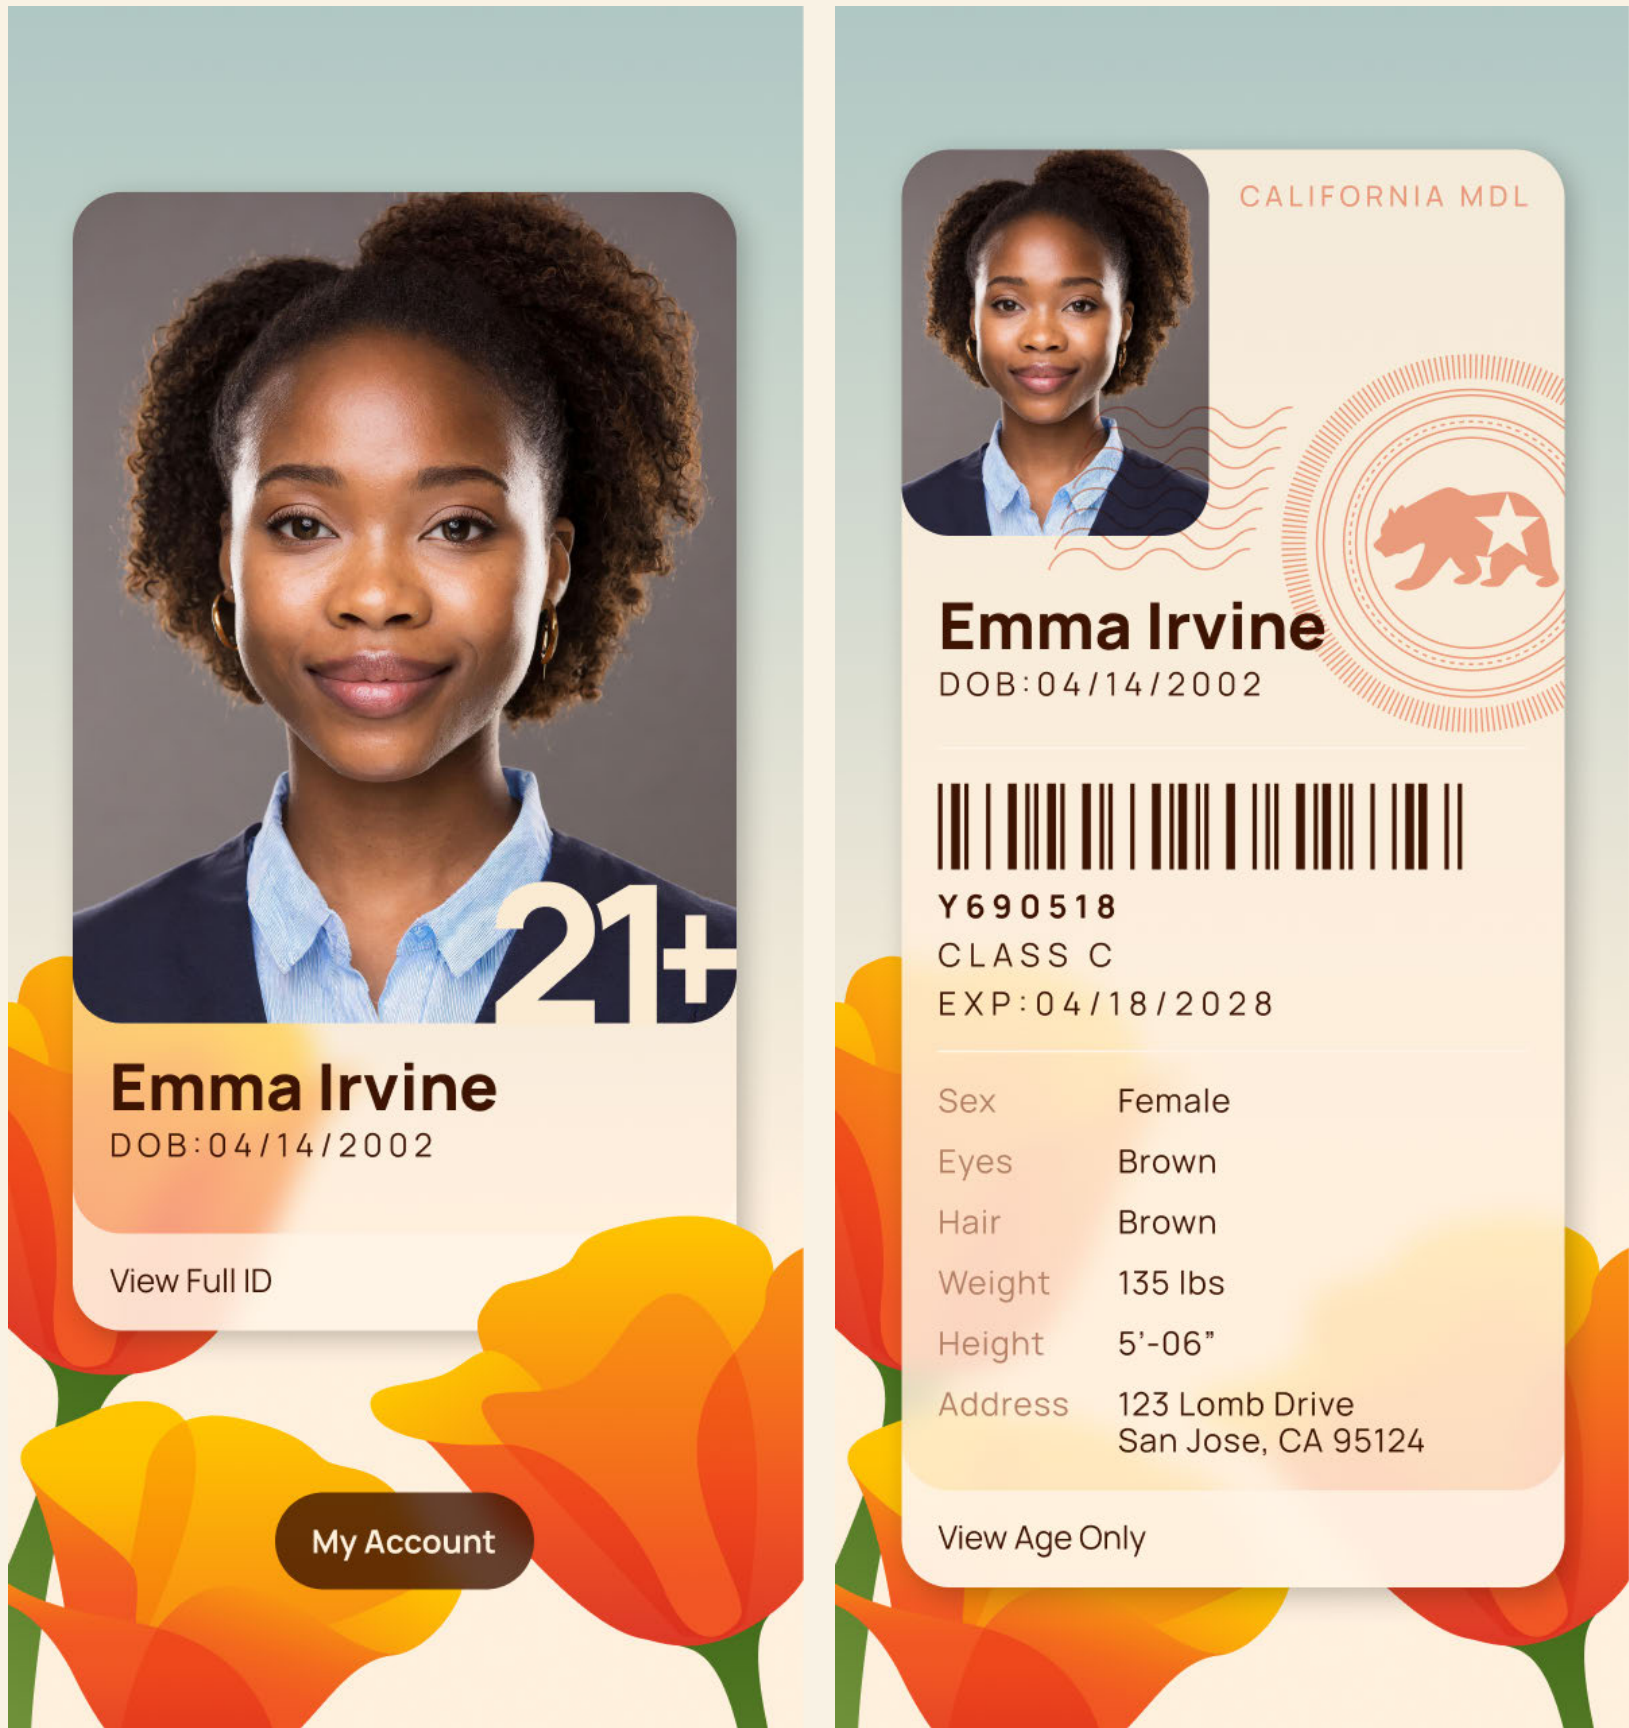 21+
Emma Irvine
DOB:04/14/2002
View Full ID
My Account
CALIFORNIA MDL
Emma Irvine
DOB:04/14/2002
Y690518
CLASS C
EXP:04/18/2028
Sex Female
Eyes Brown
Hair Brown
Weight 135 lbs
Height 5’-06”
Address 123 Lomb Drive
San Jose, CA 95124
View Age Only